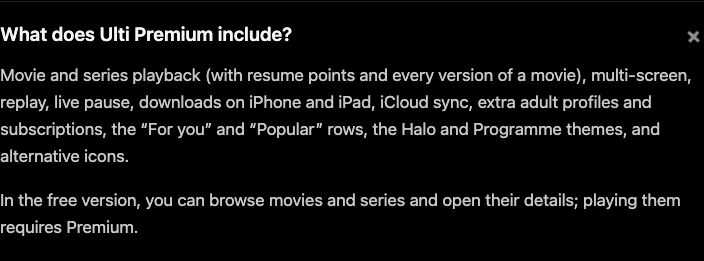 What does Ulti Premium include?
Movie and series playback (with resume points and every version of a movie), multi-screen,
replay, live pause, downloads on iPhone and iPad, iCloud sync, extra adult profiles and
subscriptions, the “For you” and “Popular” rows, the Halo and Programme themes, and
alternative icons.
In the free version, you can browse movies and series and open their details; playing them
requires Premium.